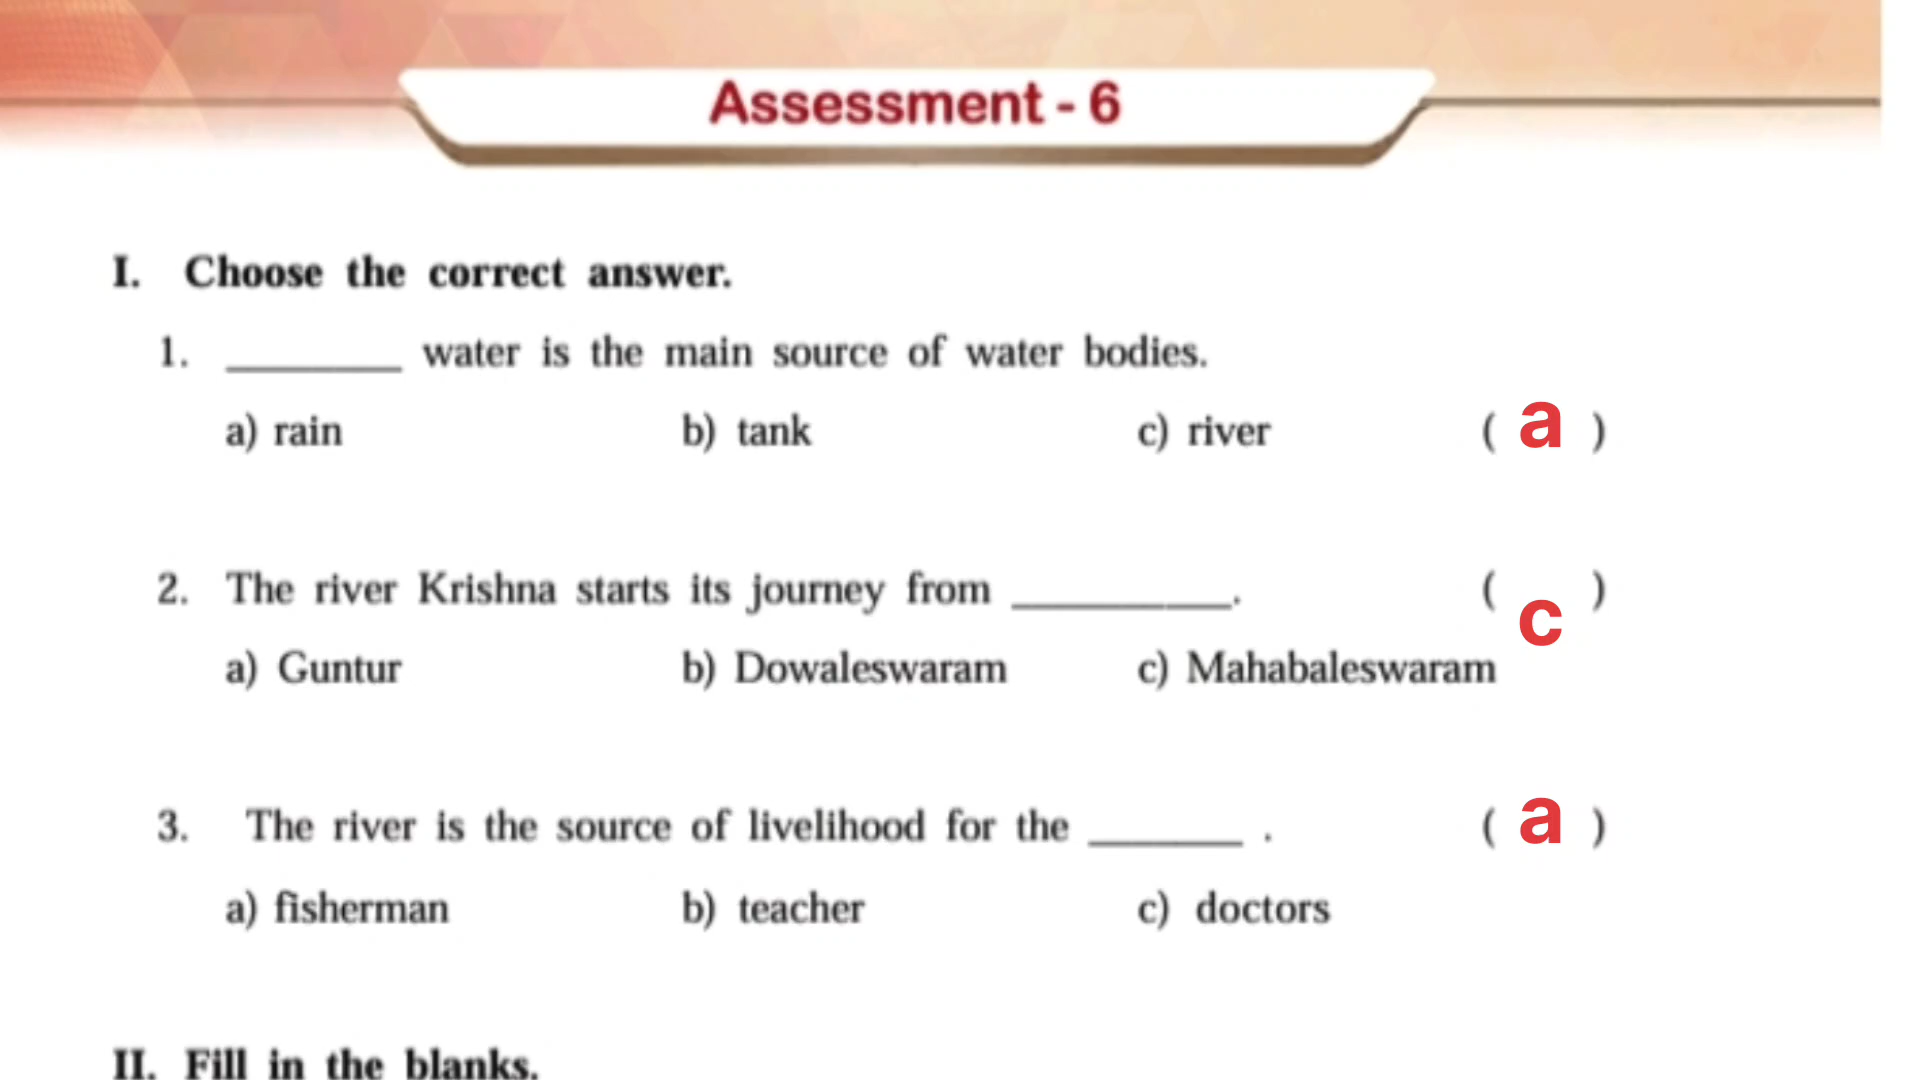 Assessment - 6
I. Choose the correct answer.
1. ________ water is the main source of water bodies.
a) rain b) tank c) river ( a )
2. The river Krishna starts its journey from __________. ( c )
a) Guntur b) Dowaleswaram c) Mahabaleswaram
3. The river is the source of livelihood for the _______ . ( a )
a) fisherman b) teacher c) doctors
II. Fill in the blanks.